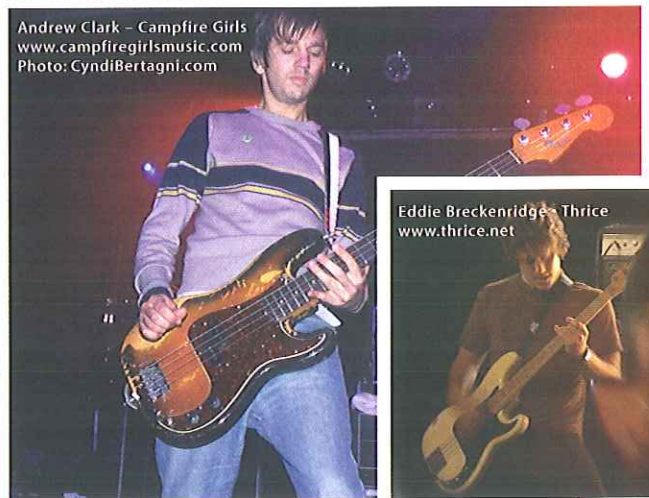 Andrew Clark – Campfire Girls
www.campfiregirlsmusic.com
Photo: CyndiBertagni.com
Eddie Breckenridge - Thrice
www.thrice.net